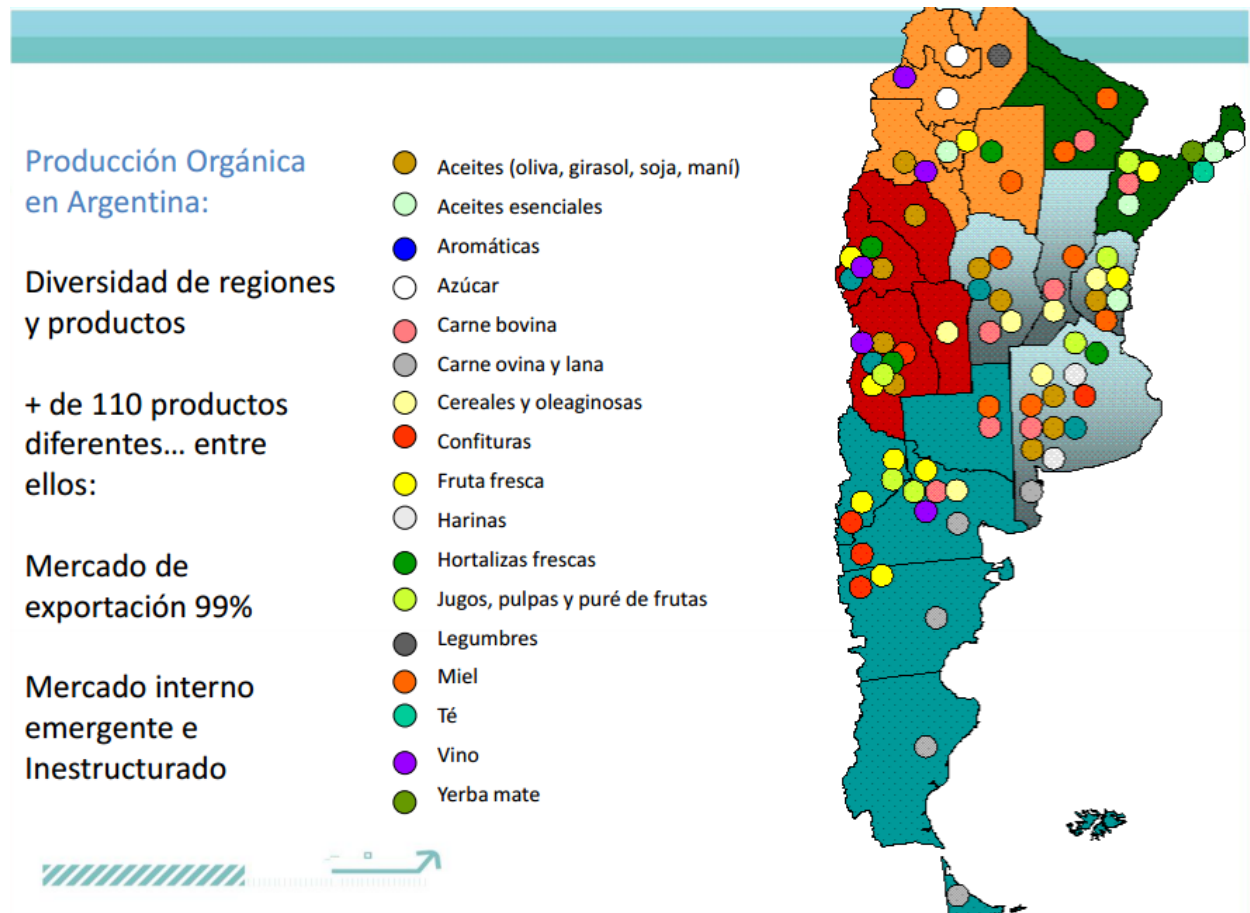 Producción Orgánica
en Argentina:
Diversidad de regiones
y productos
+ de 110 productos
diferentes... entre
ellos:
Mercado de
exportación 99%
Mercado interno
emergente e
Inestructurado
Aceites (oliva, girasol, soja, maní)
Aceites esenciales
Aromáticas
Azúcar
Carne bovina
Carne ovina y lana
Cereales y oleaginosas
Confituras
Fruta fresca
Harinas
Hortalizas frescas
Jugos, pulpas y puré de frutas
Legumbres
Miel
Té
Vino
Yerba mate